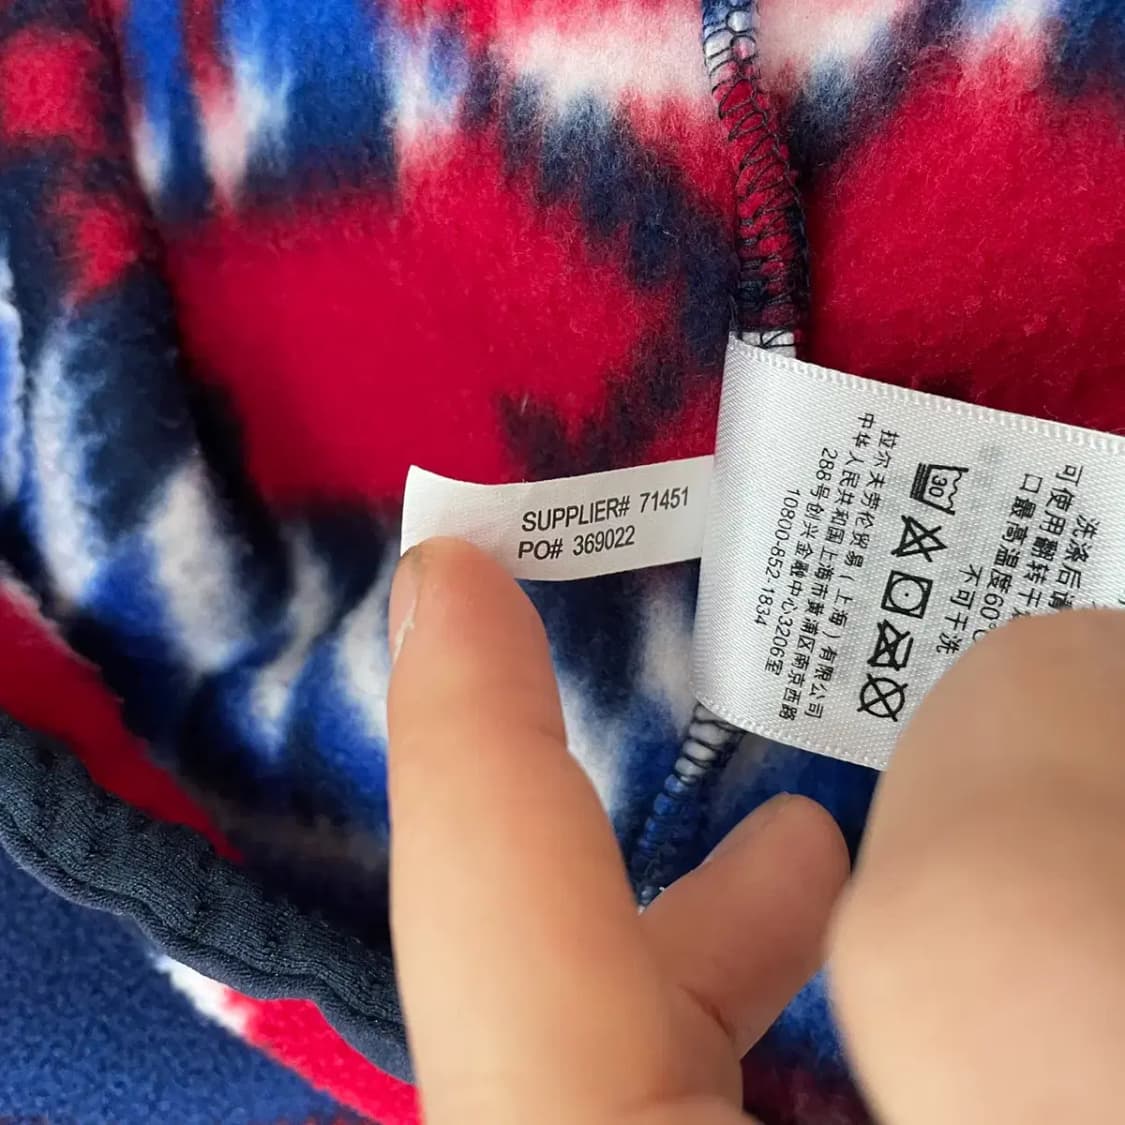 SUPPLIER# 71451
PO# 369022
洗涤后请
可使用翻转干
口最高温度60°C
不可干洗
30
拉尔夫劳伦贸易(上海)有限公司
中华人民共和国上海市黄浦区南京西路
288号创兴金融中心3206室
1080-852-1834